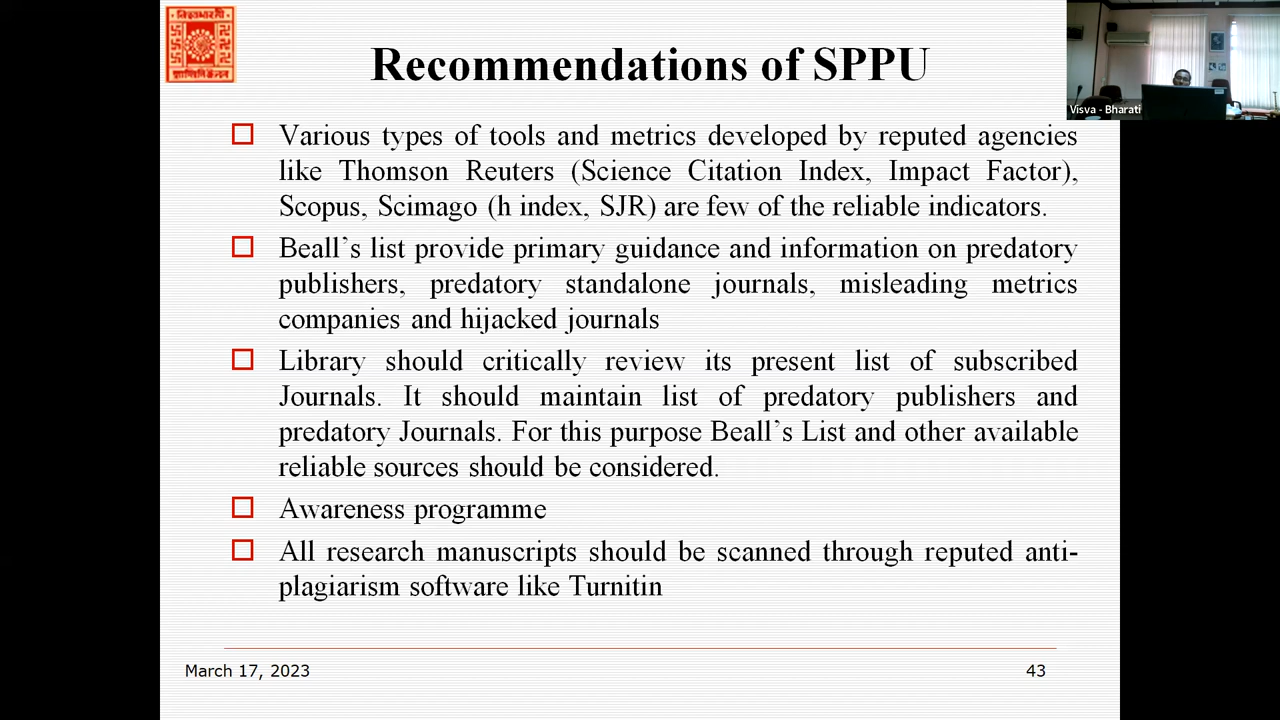 বিশ্বভারতী
Recommendations of SPPU
Visva - Bharati
Various types of tools and metrics developed by reputed agencies
like Thomson Reuters (Science Citation Index, Impact Factor),
Scopus, Scimago (h index, SJR) are few of the reliable indicators.
Beall’s list provide primary guidance and information on predatory
publishers, predatory standalone journals, misleading metrics
companies and hijacked journals
Library should critically review its present list of subscribed
Journals. It should maintain list of predatory publishers and
predatory Journals. For this purpose Beall’s List and other available
reliable sources should be considered.
Awareness programme
All research manuscripts should be scanned through reputed anti-
plagiarism software like Turnitin
March 17, 2023
43